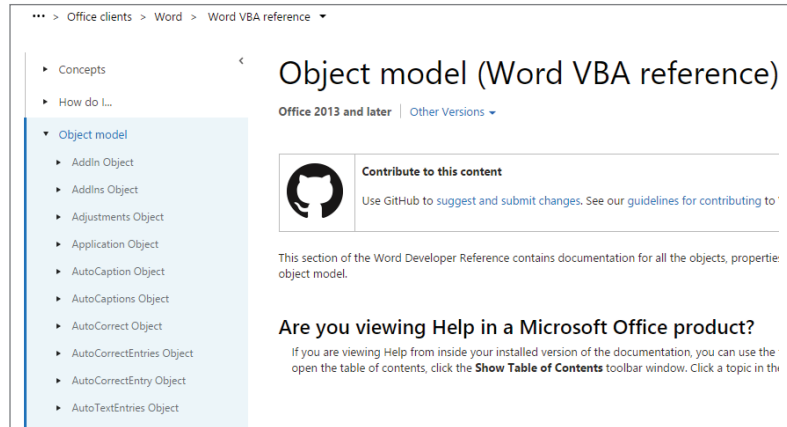 ••• > Office clients > Word > Word VBA reference
Concepts
How do I...
Object model
AddIn Object
AddIns Object
Adjustments Object
Application Object
AutoCaption Object
AutoCaptions Object
AutoCorrect Object
AutoCorrectEntries Object
AutoCorrectEntry Object
AutoTextEntries Object
Object model (Word VBA reference)
Office 2013 and later | Other Versions
Contribute to this content
Use GitHub to suggest and submit changes. See our guidelines for contributing to
This section of the Word Developer Reference contains documentation for all the objects,
object model.
Are you viewing Help in a Microsoft Office product?
If you are viewing Help from inside your installed version of the documentation, you can use the
open the table of contents, click the Show Table of Contents toolbar window. Click a topic in